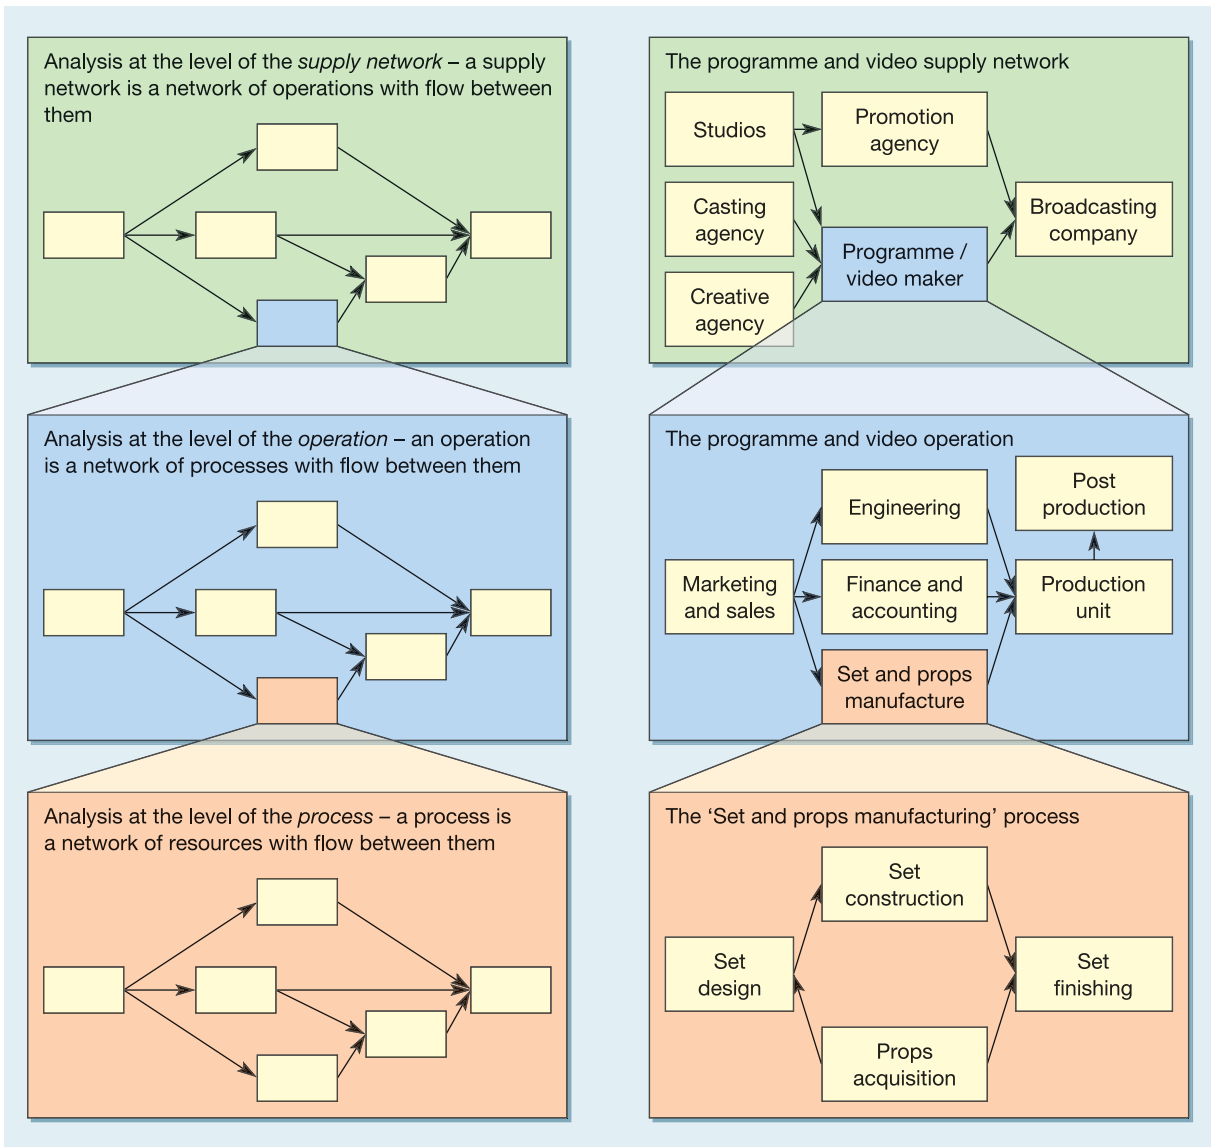 Analysis at the level of the supply network – a supply
network is a network of operations with flow between
them
The programme and video supply network
Studios
Promotion
agency
Casting
agency
Broadcasting
company
Programme /
video maker
Creative
agency
Analysis at the level of the operation – an operation
is a network of processes with flow between them
The programme and video operation
Engineering
Post
production
Marketing
and sales
Finance and
accounting
Production
unit
Set and props
manufacture
Analysis at the level of the process – a process is
a network of resources with flow between them
The ‘Set and props manufacturing’ process
Set
construction
Set
design
Set
finishing
Props
acquisition